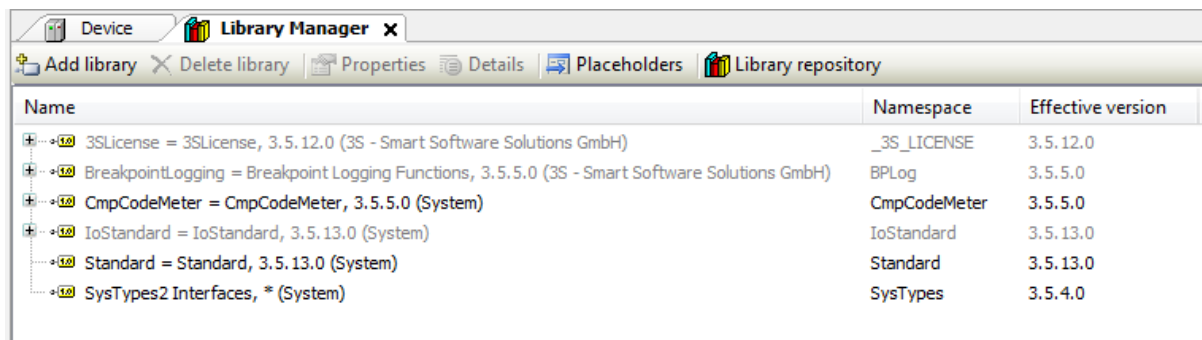 Device Library Manager x
Add library Delete library Properties Details Placeholders Library repository
Name Namespace Effective version
3SLicense = 3SLicense, 3.5.12.0 (3S - Smart Software Solutions GmbH) _3S_LICENSE 3.5.12.0
BreakpointLogging = Breakpoint Logging Functions, 3.5.5.0 (3S - Smart Software Solutions GmbH) BPLog 3.5.5.0
CmpCodeMeter = CmpCodeMeter, 3.5.5.0 (System) CmpCodeMeter 3.5.5.0
IoStandard = IoStandard, 3.5.13.0 (System) IoStandard 3.5.13.0
Standard = Standard, 3.5.13.0 (System) Standard 3.5.13.0
SysTypes2 Interfaces, * (System) SysTypes 3.5.4.0